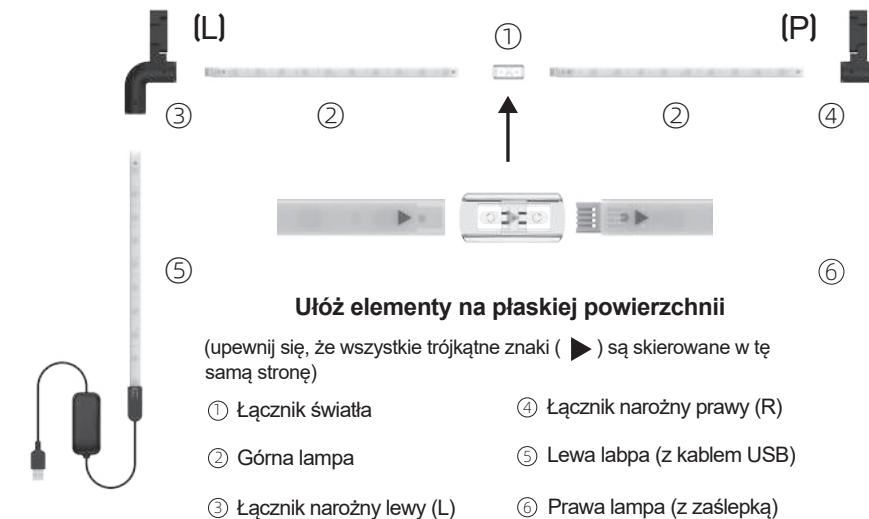 (L)
(P)
①
③
②
②
④
⑤
⑥
Ułóż elementy na płaskiej powierzchnii
(upewnij się, że wszystkie trójkątne znaki ( ▶ ) są skierowane w tę
samą stronę)
① Łącznik światła
② Górna lampa
③ Łącznik narożny lewy (L)
④ Łącznik narożny prawy (R)
⑤ Lewa labpa (z kablem USB)
⑥ Prawa lampa (z zaślepką)